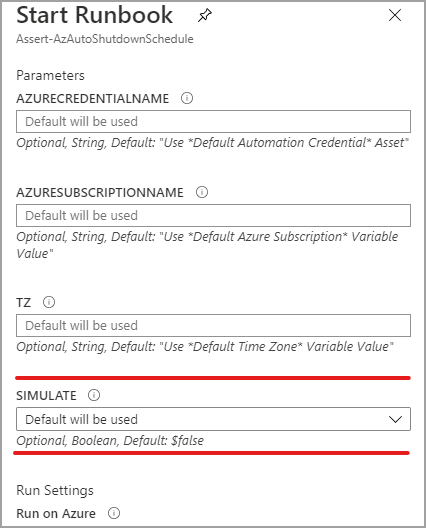 Start Runbook
Assert-AzAutoShutdownSchedule
Parameters
AZURECREDENTIALNAME
Default will be used
Optional, String, Default: "Use *Default Automation Credential* Asset"
AZURESUBSCRIPTIONNAME
Default will be used
Optional, String, Default: "Use *Default Azure Subscription* Variable
Value"
TZ
Default will be used
Optional, String, Default: "Use *Default Time Zone* Variable Value"
SIMULATE
Default will be used
Optional, Boolean, Default: $false
Run Settings
Run on Azure